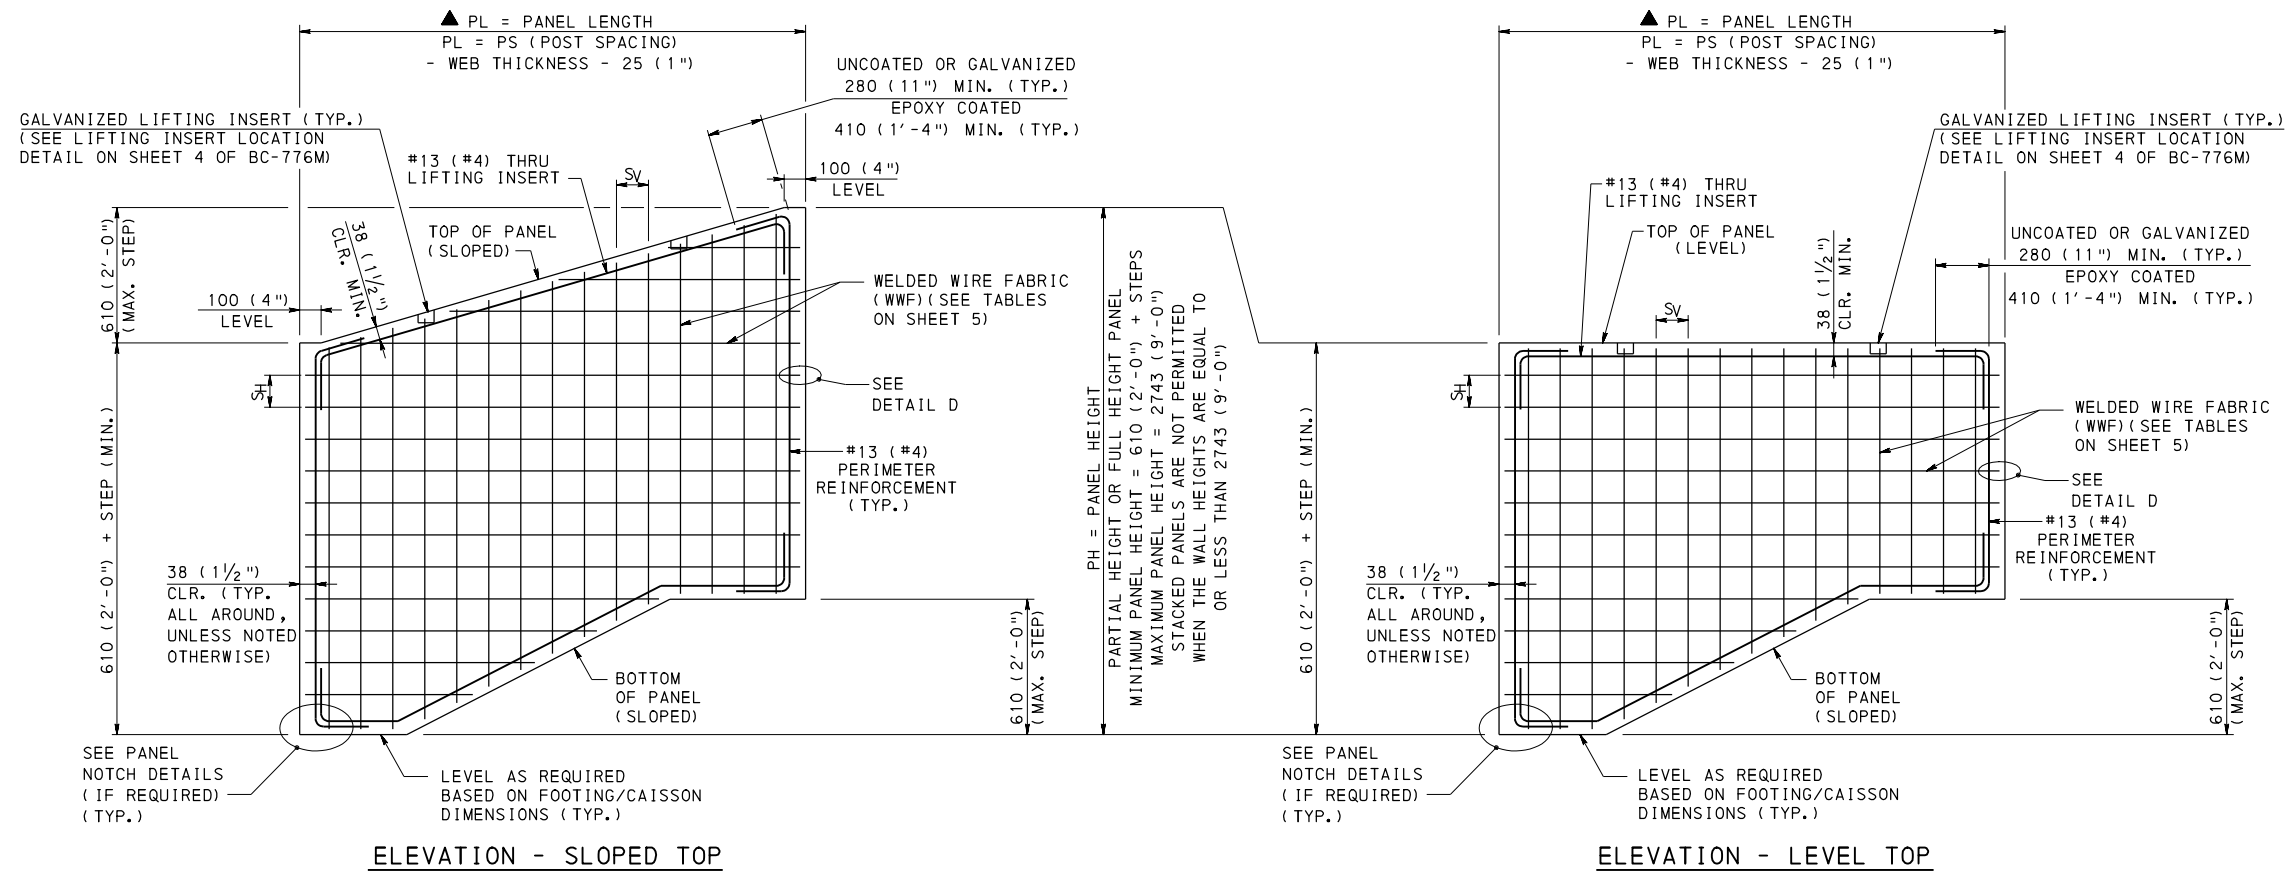 ▲ PL = PANEL LENGTH
PL = PS (POST SPACING)
- WEB THICKNESS - 25 (1")
UNCOATED OR GALVANIZED
280 (11") MIN. (TYP.)
EPOXY COATED
410 (1'-4") MIN. (TYP.)
GALVANIZED LIFTING INSERT (TYP.)
(SEE LIFTING INSERT LOCATION
DETAIL ON SHEET 4 OF BC-776M)
#13 (#4) THRU
LIFTING INSERT
SV
100 (4")
LEVEL
610 (2'-0")
(MAX. STEP)
38 (1½")
CLR. MIN.
TOP OF PANEL
(SLOPED)
100 (4")
LEVEL
WELDED WIRE FABRIC
(WWF)(SEE TABLES
ON SHEET 5)
SH
SEE
DETAIL D
610 (2'-0") + STEP (MIN.)
#13 (#4)
PERIMETER
REINFORCEMENT
(TYP.)
38 (1½")
CLR. (TYP.
ALL AROUND,
UNLESS NOTED
OTHERWISE)
BOTTOM
OF PANEL
(SLOPED)
610 (2'-0")
(MAX. STEP)
SEE PANEL
NOTCH DETAILS
(IF REQUIRED)
(TYP.)
LEVEL AS REQUIRED
BASED ON FOOTING/CAISSON
DIMENSIONS (TYP.)
ELEVATION - SLOPED TOP
PH = PANEL HEIGHT
PARTIAL HEIGHT OR FULL HEIGHT PANEL
MINIMUM PANEL HEIGHT = 610 (2'-0") + STEPS
MAXIMUM PANEL HEIGHT = 2743 (9'-0")
STACKED PANELS ARE NOT PERMITTED
WHEN THE WALL HEIGHTS ARE EQUAL TO
OR LESS THAN 2743 (9'-0")
▲ PL = PANEL LENGTH
PL = PS (POST SPACING)
- WEB THICKNESS - 25 (1")
GALVANIZED LIFTING INSERT (TYP.)
(SEE LIFTING INSERT LOCATION
DETAIL ON SHEET 4 OF BC-776M)
#13 (#4) THRU
LIFTING INSERT
TOP OF PANEL
(LEVEL)
38 (1½")
CLR. MIN.
UNCOATED OR GALVANIZED
280 (11") MIN. (TYP.)
EPOXY COATED
410 (1'-4") MIN. (TYP.)
SV
SH
WELDED WIRE FABRIC
(WWF)(SEE TABLES
ON SHEET 5)
SEE
DETAIL D
610 (2'-0") + STEP (MIN.)
#13 (#4)
PERIMETER
REINFORCEMENT
(TYP.)
38 (1½")
CLR. (TYP.
ALL AROUND,
UNLESS NOTED
OTHERWISE)
BOTTOM
OF PANEL
(SLOPED)
610 (2'-0")
(MAX. STEP)
SEE PANEL
NOTCH DETAILS
(IF REQUIRED)
(TYP.)
LEVEL AS REQUIRED
BASED ON FOOTING/CAISSON
DIMENSIONS (TYP.)
ELEVATION - LEVEL TOP